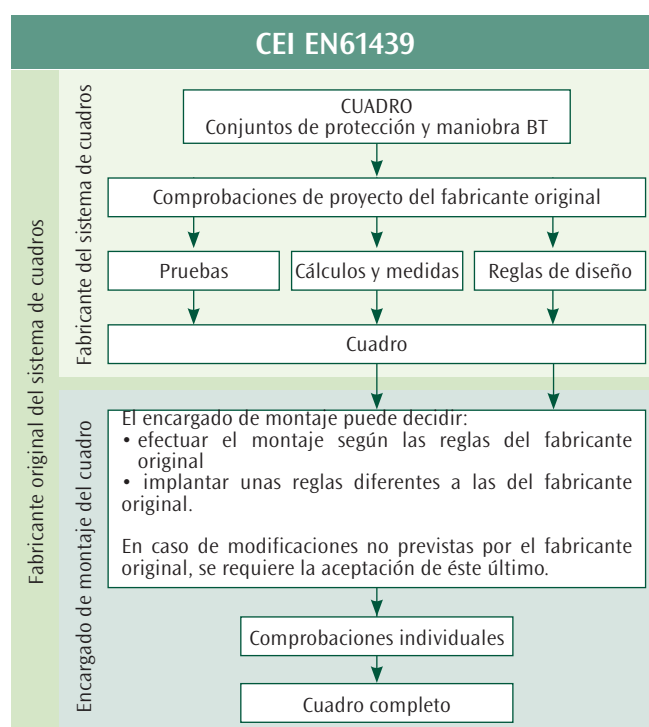 CEI EN61439
Fabricante original del sistema de cuadros
Fabricante del sistema de cuadros
CUADRO
Conjuntos de protección y maniobra BT
Comprobaciones de proyecto del fabricante original
Pruebas
Cálculos y medidas
Reglas de diseño
Cuadro
Encargado de montaje del cuadro
El encargado de montaje puede decidir:
• efectuar el montaje según las reglas del fabricante
original
• implantar unas reglas diferentes a las del fabricante
original.
En caso de modificaciones no previstas por el fabricante
original, se requiere la aceptación de éste último.
Comprobaciones individuales
Cuadro completo